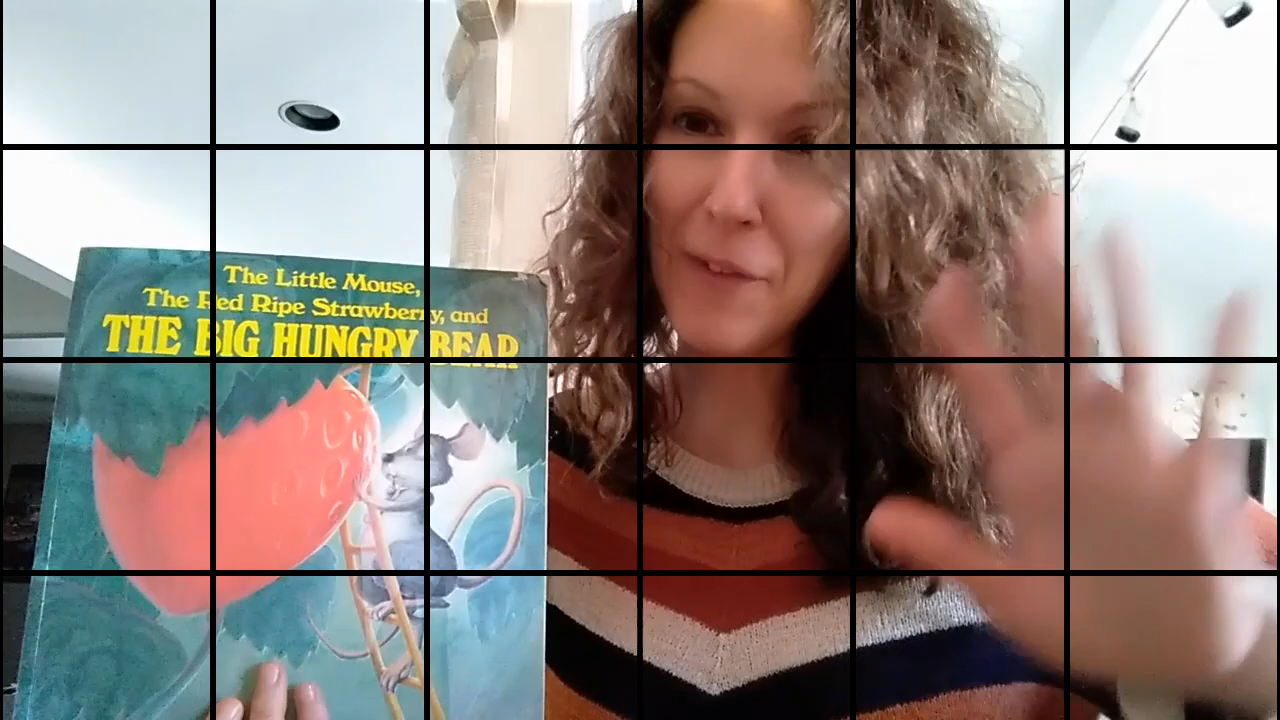 The Little Mouse,
The Red Ripe Strawberry, and
THE BIG HUNGRY BEAR